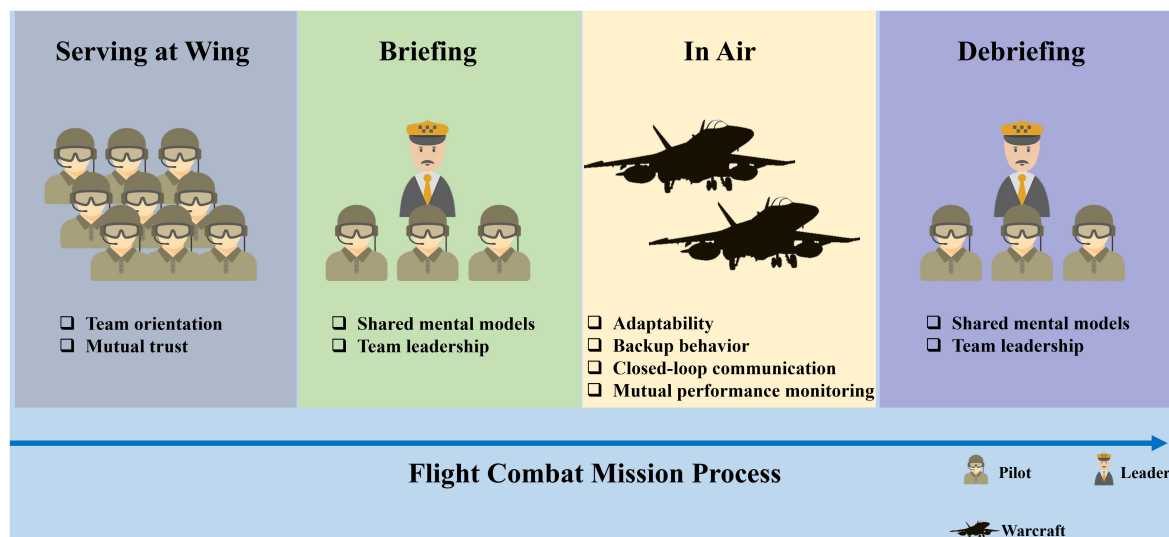 Serving at Wing
Briefing
In Air
Debriefing
Team orientation
Mutual trust
Shared mental models
Team leadership
Adaptability
Backup behavior
Closed-loop communication
Mutual performance monitoring
Shared mental models
Team leadership
Flight Combat Mission Process
Pilot
Leader
Warcraft